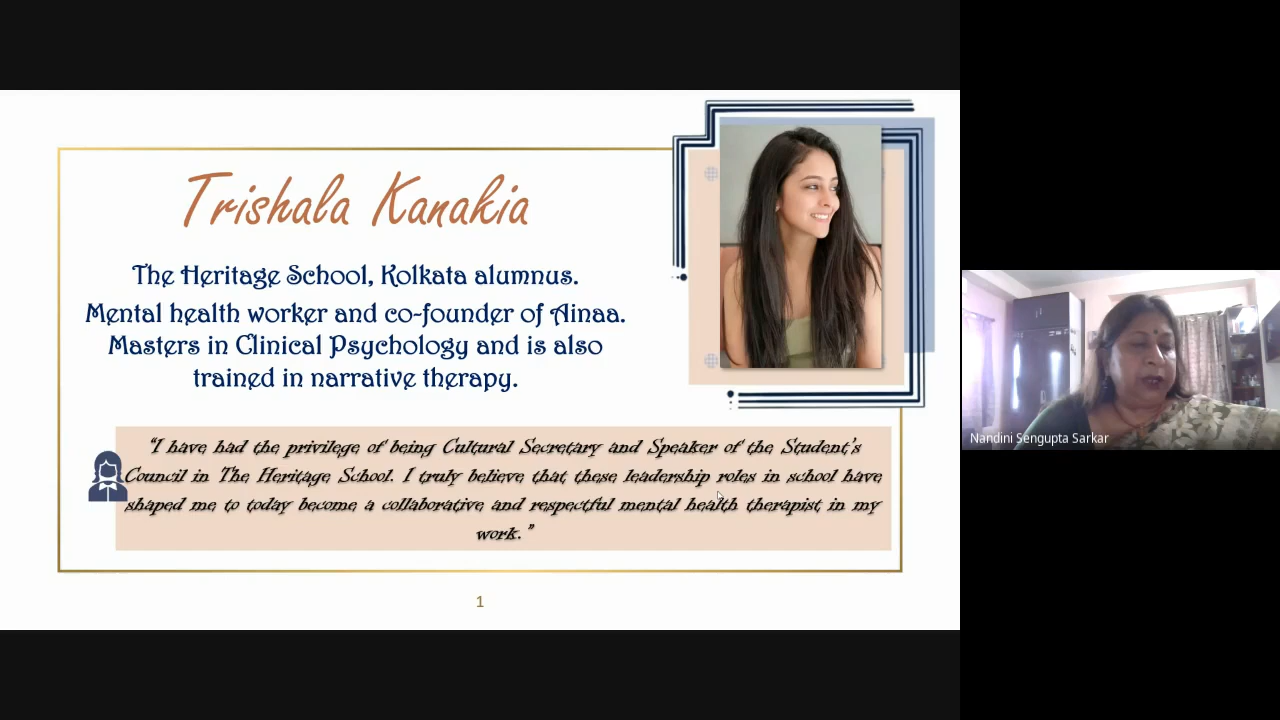 Trishala Kanakia
The Heritage School, Kolkata alumnus.
Mental health worker and co-founder of Ainaa.
Masters in Clinical Psychology and is also
trained in narrative therapy.
"I have had the privilege of being Cultural Secretary and Speaker of the Student's
Council in The Heritage School. I truly believe that these leadership roles in school have
shaped me to today become a collaborative and respectful mental health therapist in my
work."
1
Nandini Sengupta Sarkar